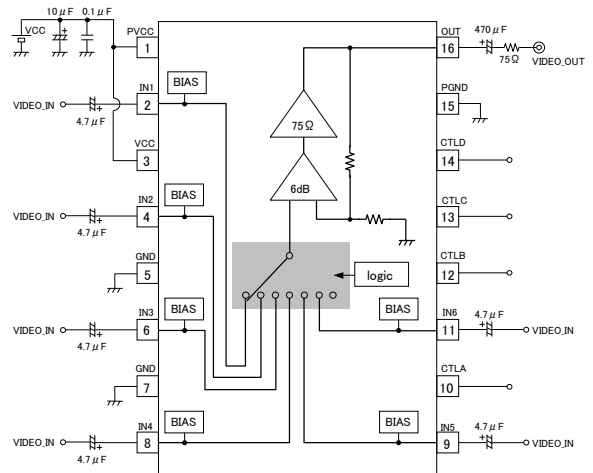 10μF 0.1μF
VCC
PVCC
1
BIAS
IN1
VIDEO_IN
2
4.7μF
VCC
3
BIAS
IN2
VIDEO_IN
4
4.7μF
GND
5
BIAS
IN3
VIDEO_IN
6
4.7μF
GND
7
BIAS
IN4
VIDEO_IN
8
4.7μF
75Ω
6dB
logic
OUT
16
470μF
75Ω
VIDEO_OUT
PGND
15
CTLD
14
CTLC
13
CTLB
12
BIAS
IN6
11
4.7μF
VIDEO_IN
CTLA
10
BIAS
IN5
9
4.7μF
VIDEO_IN